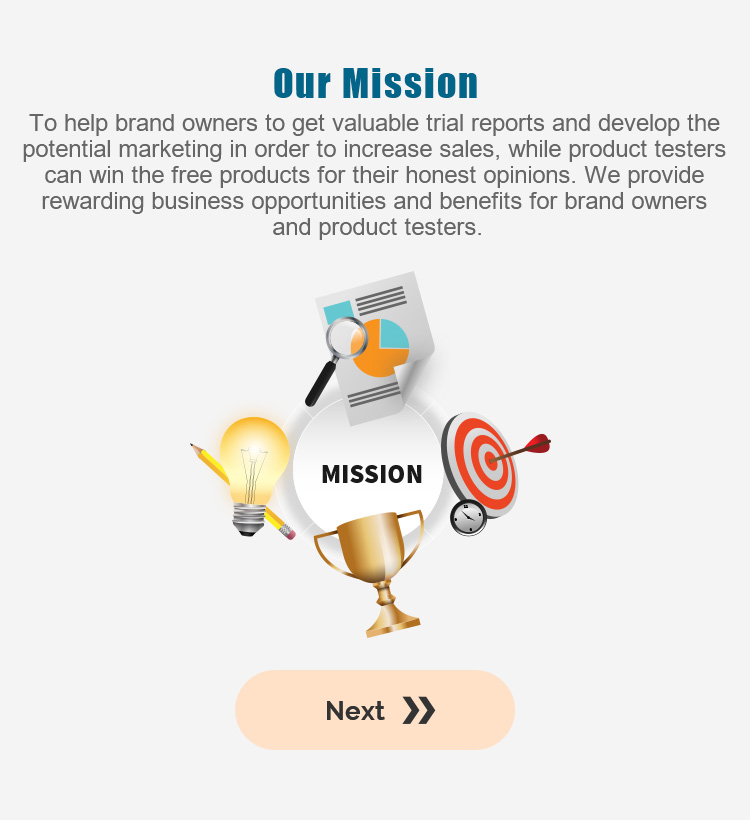 Our Mission
To help brand owners to get valuable trial reports and develop the
potential marketing in order to increase sales, while product testers
can win the free products for their honest opinions. We provide
rewarding business opportunities and benefits for brand owners
and product testers.
MISSION
Next